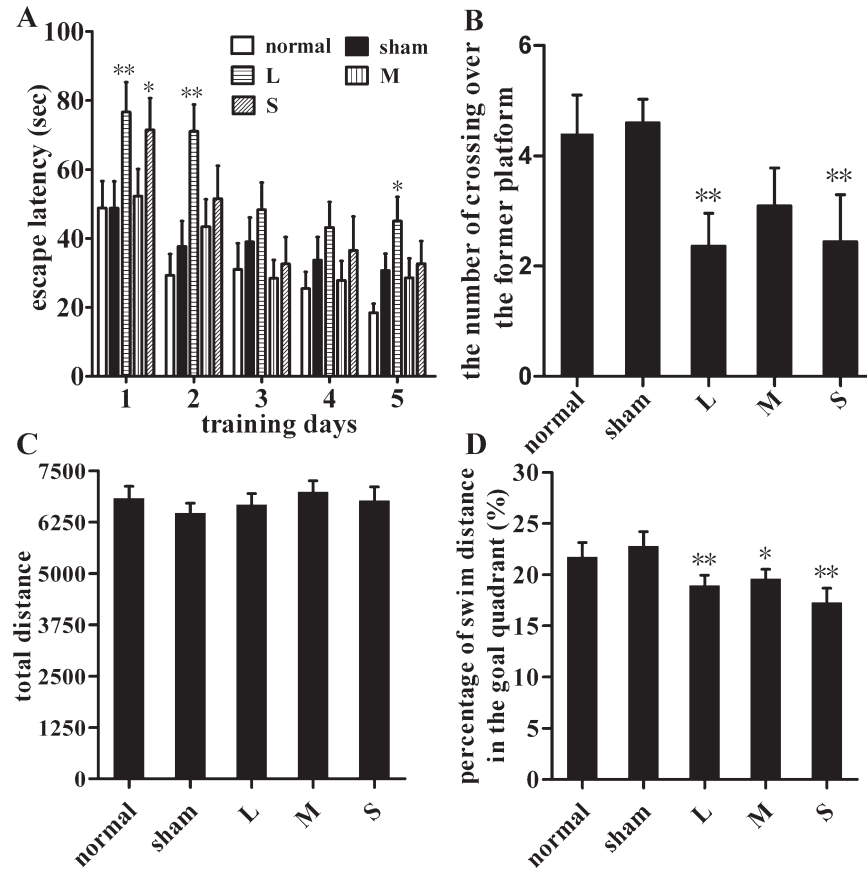 A
100
80
60
40
20
0
escape latency (sec)
normal
sham
L
M
S
**
*
**
*
1 2 3 4 5
training days
B
6
4
2
0
the number of crossing over
the former platform
**
**
normal sham L M S
C
7500
6250
5000
3750
2500
1250
0
total distance
normal sham L M S
D
30
25
20
15
10
5
0
percentage of swim distance
in the goal quadrant (%)
**
*
**
normal sham L M S